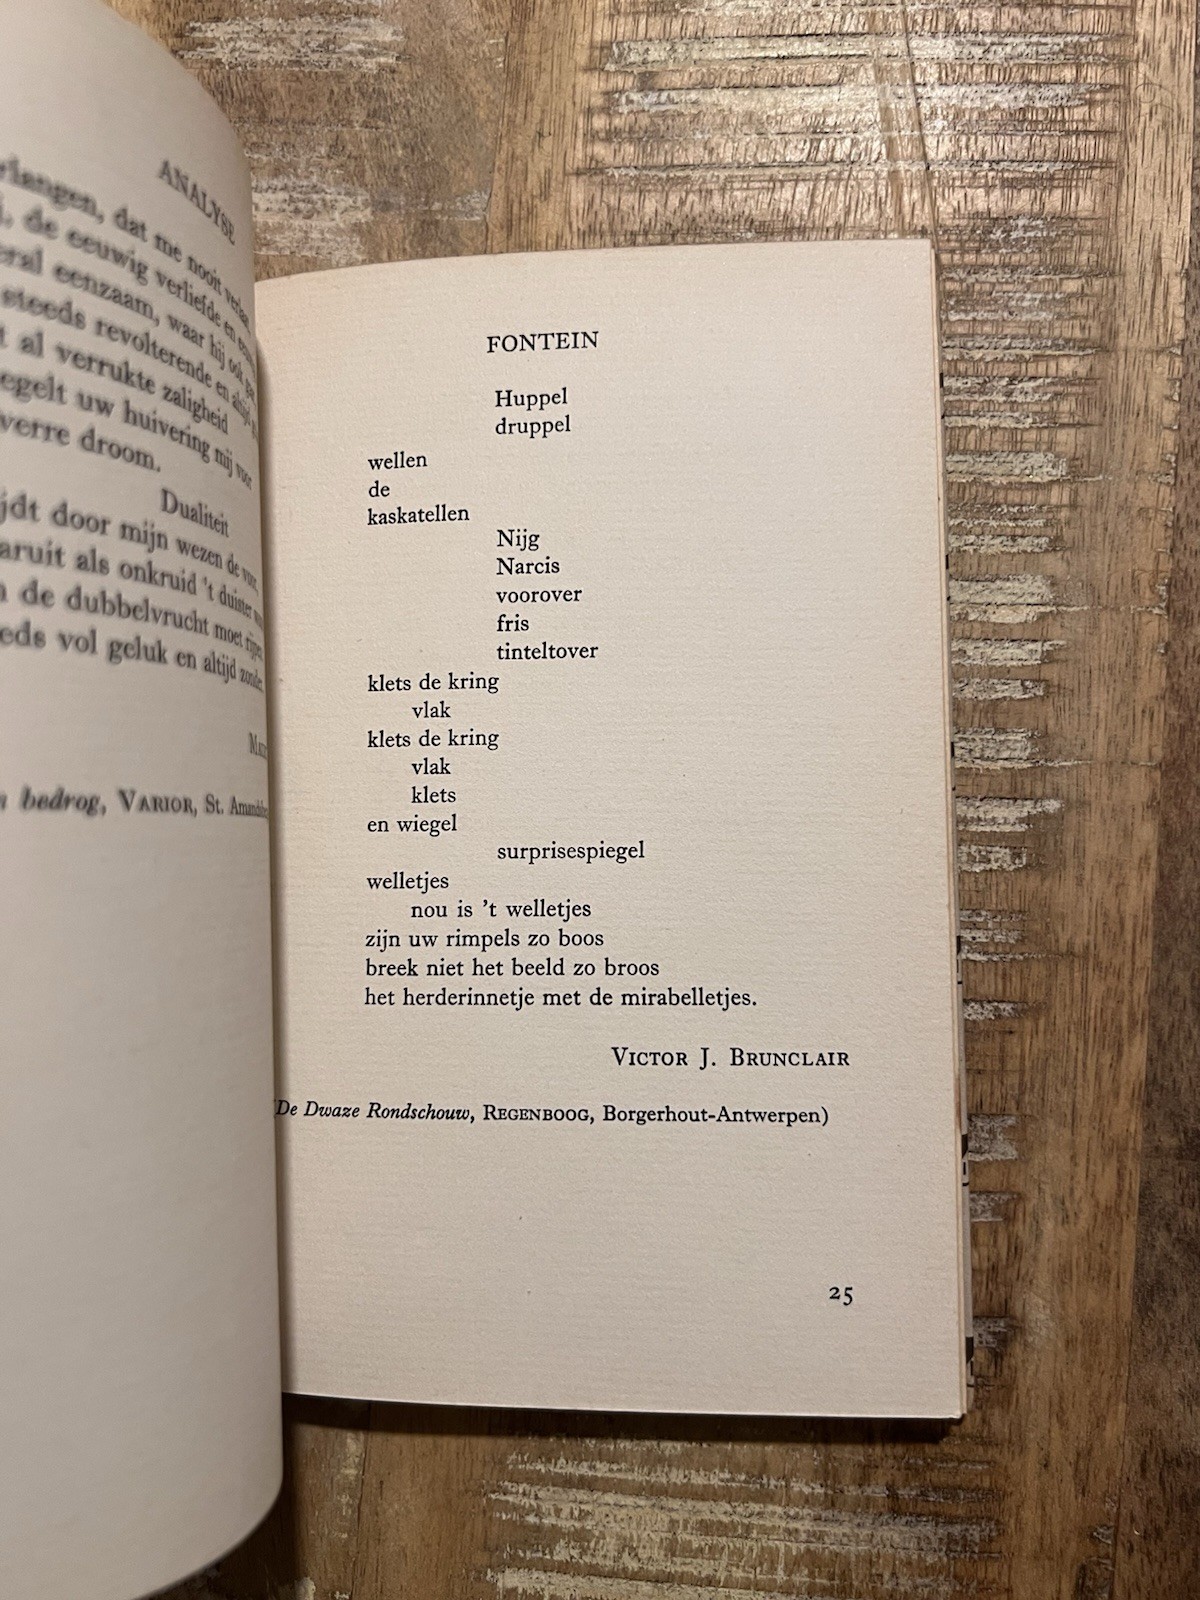 ANALYSE
rlangen, dat me nooit
de eeuwig verliefde en
eenzaam, waar hij ook
steeds revolterende en altijd
al verrukte zaligheid
uw huivering mij voor
verre droom.
Dualiteit
door mijn wezen de
als onkruid 't duister
de dubbelvrucht moet
vol geluk en altijd
bedrog, VARIOR, St.
FONTEIN
Huppel
druppel
wellen
de
kaskatellen
Nijg
Narcis
voorover
fris
tinteltover
klets de kring
vlak
klets de kring
vlak
klets
en wiegel
surprisespiegel
welletjes
nou is 't welletjes
zijn uw rimpels zo boos
breek niet het beeld zo broos
het herderinnetje met de mirabelletjes.
VICTOR J. BRUNCLAIR
(De Dwaze Rondschouw, REGENBOOG, Borgerhout-Antwerpen)
25